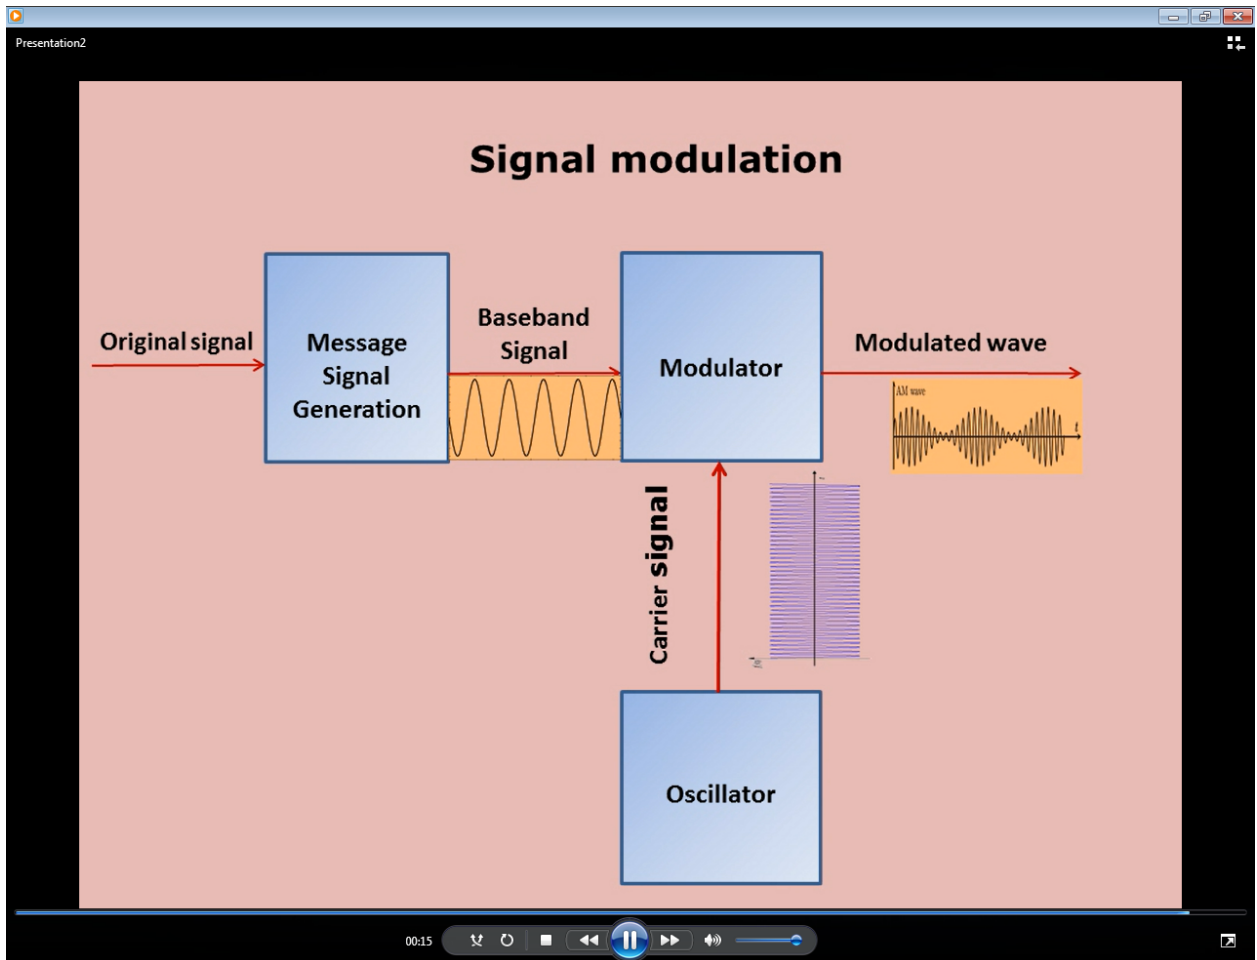 Presentation2
Signal modulation
Original signal
Message
Signal
Generation
Baseband
Signal
Modulator
Modulated wave
AM wave
t
Carrier signal
Oscillator
00:15